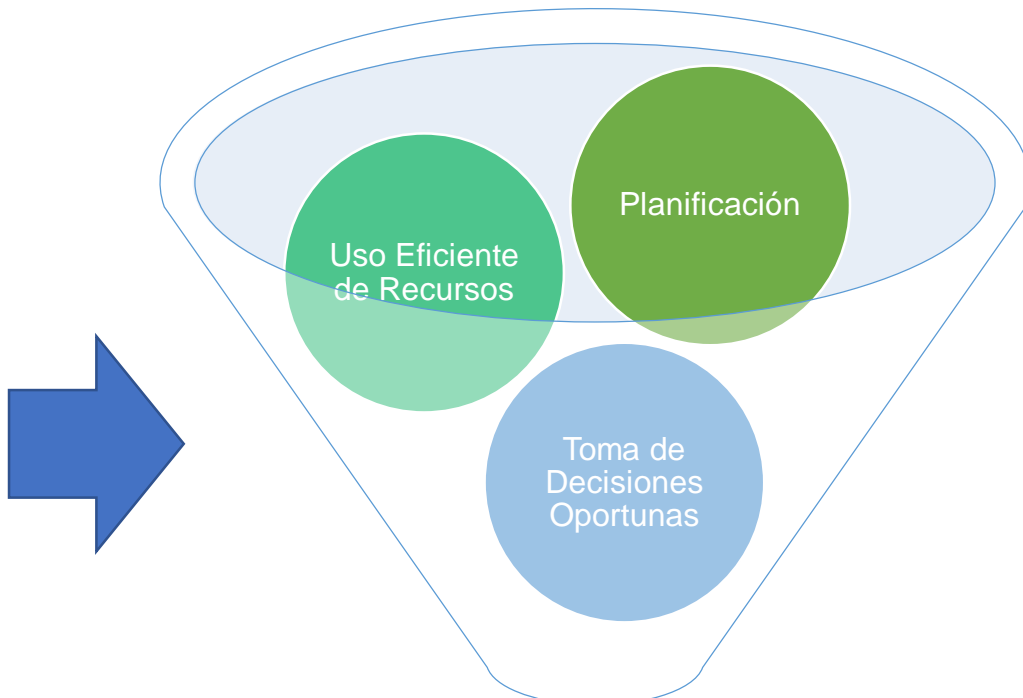 Planificación
Uso Eficiente
de Recursos
Toma de
Decisiones
Oportunas